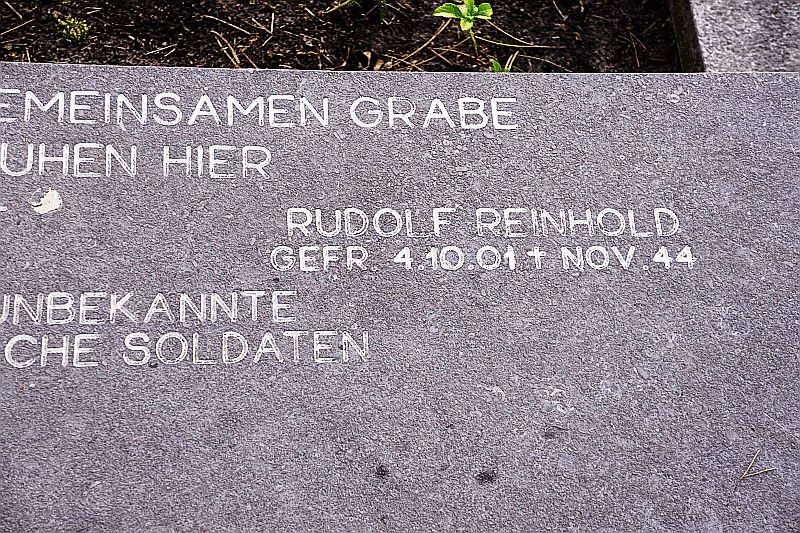 EMEINSAMEN GRABE
UHEN HIER
RUDOLF REINHOLD
GEFR. 4.10.01 † NOV. 44
UNBEKANNTE
CHE SOLDATEN